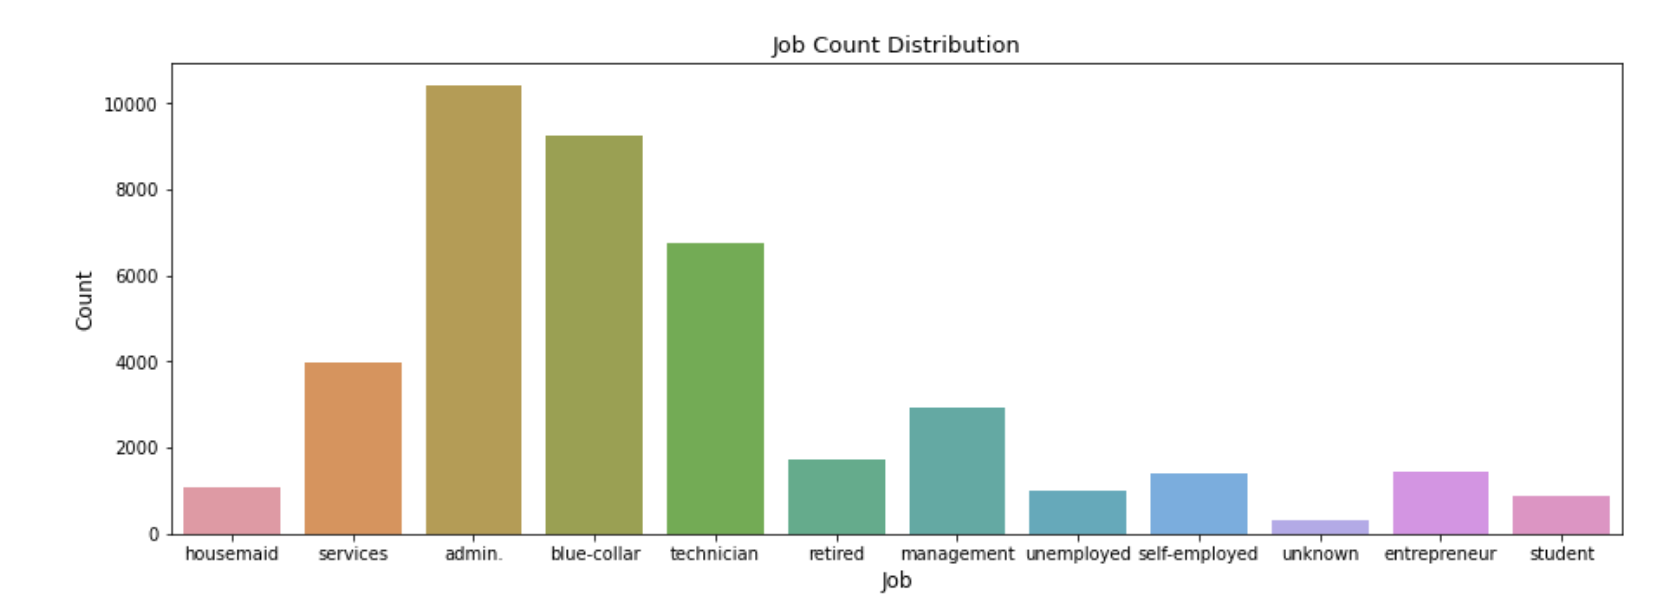 Job Count Distribution
10000
8000
6000
4000
2000
0
Count
housemaid services admin. blue-collar technician retired management unemployed self-employed unknown entrepreneur student
Job